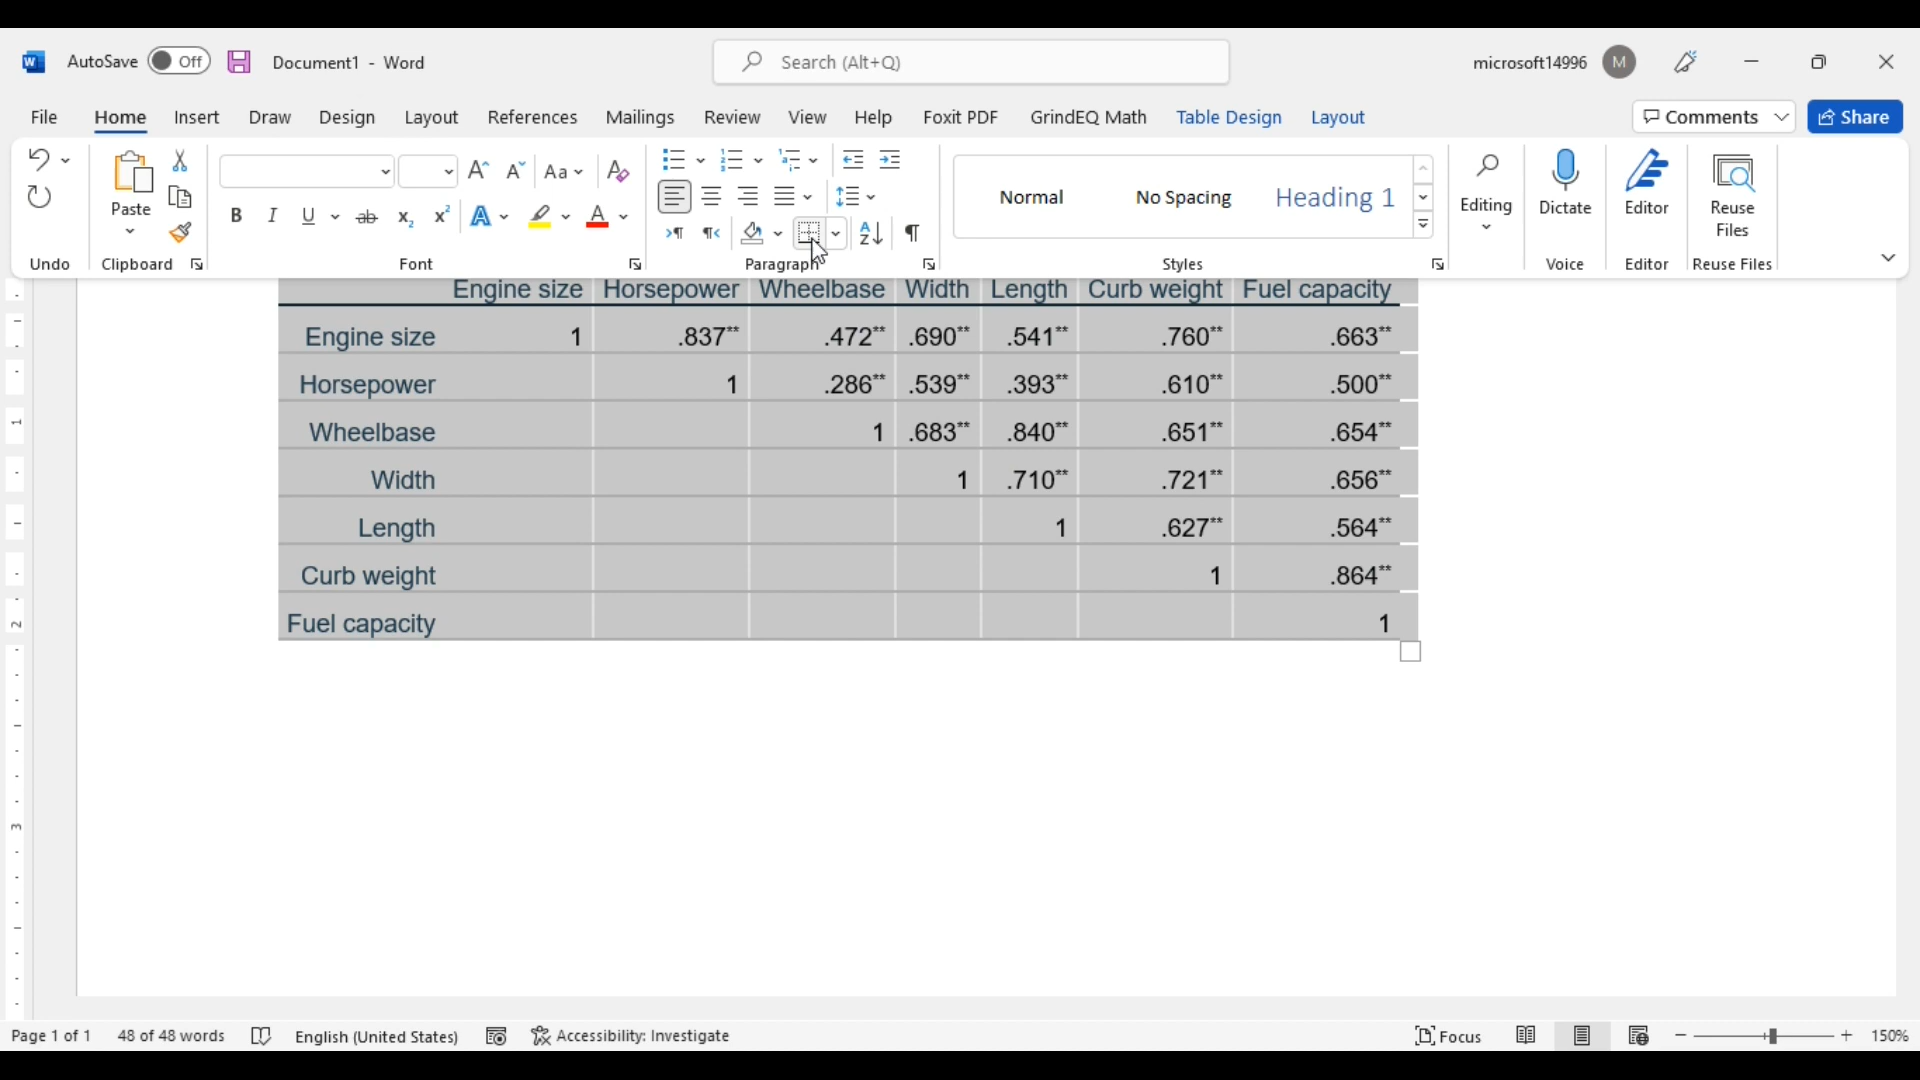 AutoSave Off Document1 - Word Search (Alt+Q) microsoft14996 M
File Home Insert Draw Design Layout References Mailings Review View Help Foxit PDF GrindEQ Math Table Design Layout Comments Share
Paste
Aa
Normal No Spacing Heading 1
Editing Dictate Editor Reuse Files
Undo Clipboard Font Paragraph Styles Voice Editor Reuse Files
Engine size Horsepower Wheelbase Width Length Curb weight Fuel capacity
Engine size 1 .837** .472** .690** .541** .760** .663**
Horsepower 1 .286** .539** .393** .610** .500**
Wheelbase 1 .683** .840** .651** .654**
Width 1 .710** .721** .656**
Length 1 .627** .564**
Curb weight 1 .864**
Fuel capacity 1
1
2
3
Page 1 of 1 48 of 48 words English (United States) Accessibility: Investigate Focus 150%